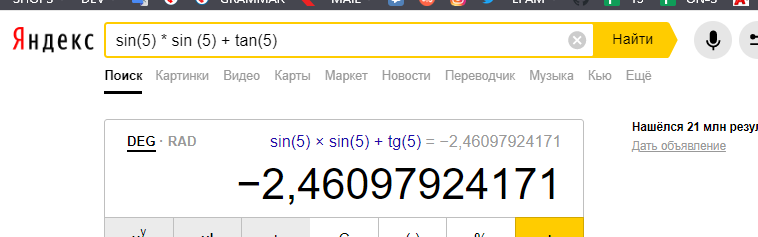 SHOPS DEV GRAMMAR MAIL EPAM 15 ON-S
Яндекс sin(5) * sin (5) + tan(5) Найти
Поиск Картинки Видео Карты Маркет Новости Переводчик Музыка Кью Ещё
DEG · RAD sin(5) × sin(5) + tg(5) = −2,46097924171
−2,46097924171
Нашёлся 21 млн резул
Дать объявление